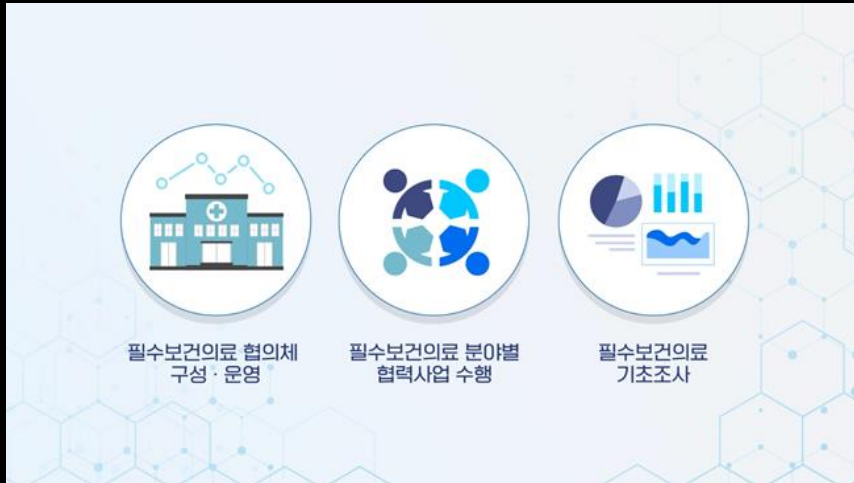 필수보건의료 협의체
구성 · 운영
필수보건의료 분야별
협력사업 수행
필수보건의료
기초조사